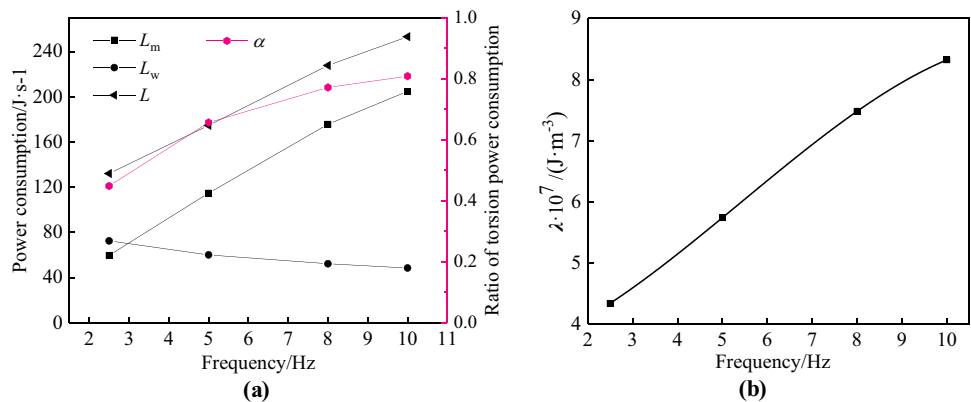 240
200
160
120
80
40
0
Power consumption/J·s-1
Lm
Lw
L
α
1.0
0.8
0.6
0.4
0.2
0.0
Ratio of torsion power consumption
2 3 4 5 6 7 8 9 10 11
Frequency/Hz
(a)
9
8
7
6
5
4
λ·10⁷ /(J·m⁻³)
2 3 4 5 6 7 8 9 10
Frequency/Hz
(b)